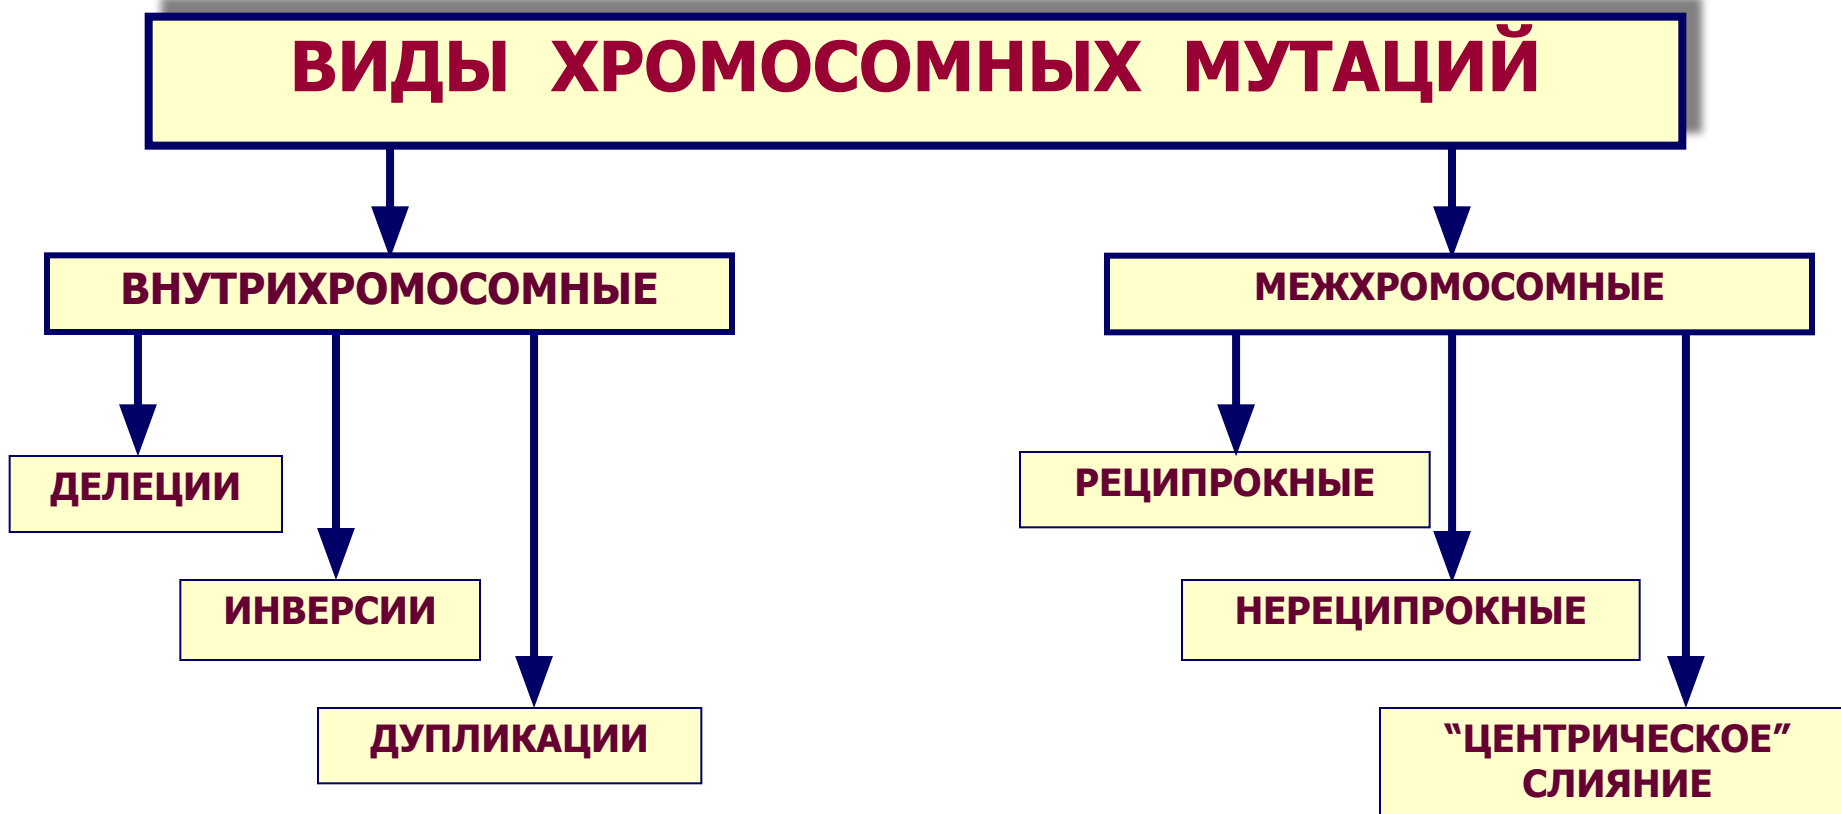 ВИДЫ ХРОМОСОМНЫХ МУТАЦИЙ
ВНУТРИХРОМОСОМНЫЕ
МЕЖХРОМОСОМНЫЕ
ДЕЛЕЦИИ
РЕЦИПРОКНЫЕ
ИНВЕРСИИ
НЕРЕЦИПРОКНЫЕ
ДУПЛИКАЦИИ
“ЦЕНТРИЧЕСКОЕ”
СЛИЯНИЕ